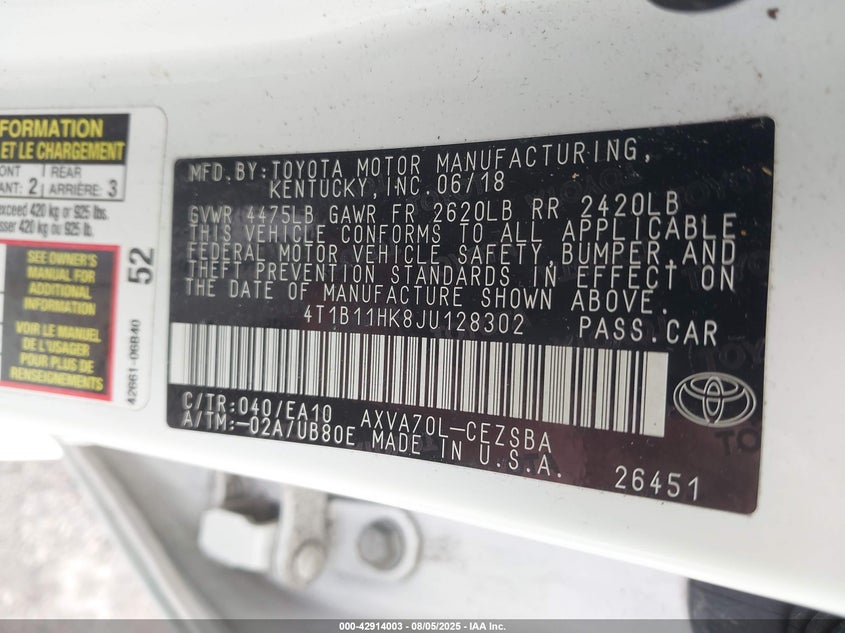 FORMATION
ET LE CHARGEMENT
REAR
2 ARRIÈRE: 3
exceed 420 kg or 925 lbs.
420 kg ou 925 lb.
SEE OWNER'S
MANUAL FOR
ADDITIONAL
INFORMATION
VOIR LE MANUEL
DE L'USAGER
POUR PLUS DE
RENSEIGNEMENTS
52
42661-06B40
MFD. BY: TOYOTA MOTOR MANUFACTURING,
KENTUCKY, INC. 06/18
GVWR 4475LB GAWR FR 2620LB RR 2420LB
THIS VEHICLE CONFORMS TO ALL APPLICABLE
FEDERAL MOTOR VEHICLE SAFETY, BUMPER, AND
THEFT PREVENTION STANDARDS IN EFFECT ON
THE DATE OF MANUFACTURE SHOWN ABOVE.
4T1B11HK8JU128302 PASS. CAR
C/TR: 040/EA10 AXVA70L-CEZSBA
A/TM:-02A/UB80E MADE IN U.S.A.
26451
000-42914003 — 08/05/2025 — IAA Inc.